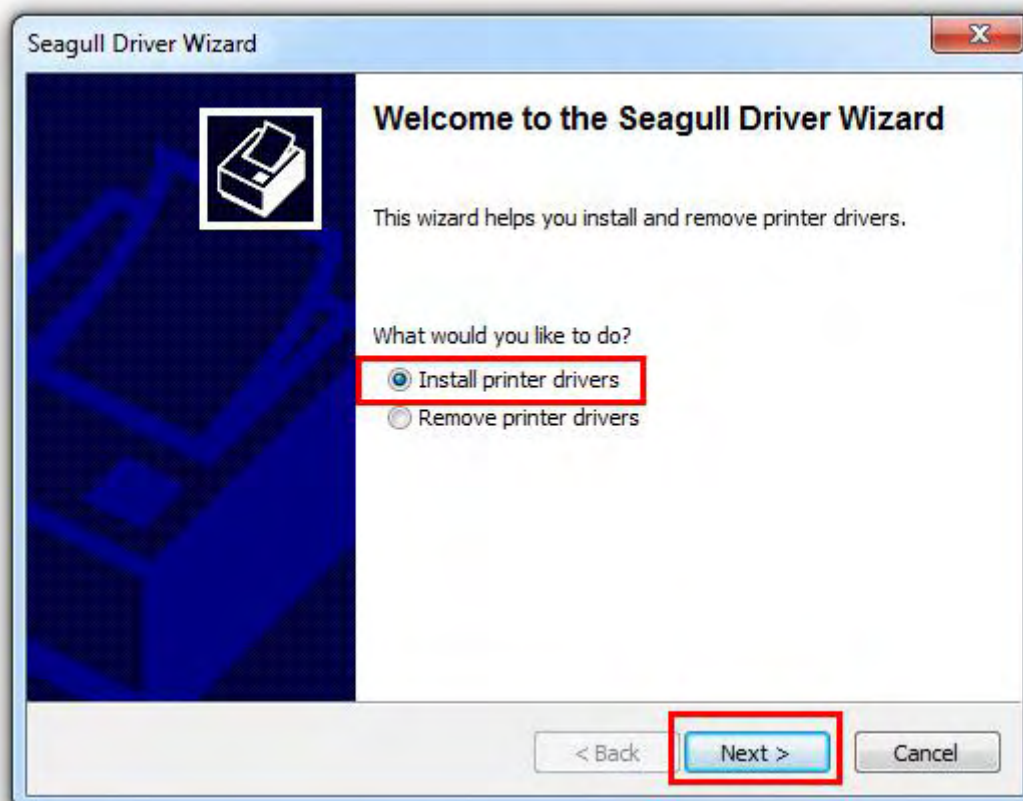 Seagull Driver Wizard
X
Welcome to the Seagull Driver Wizard
This wizard helps you install and remove printer drivers.
What would you like to do?
Install printer drivers
Remove printer drivers
< Back Next > Cancel